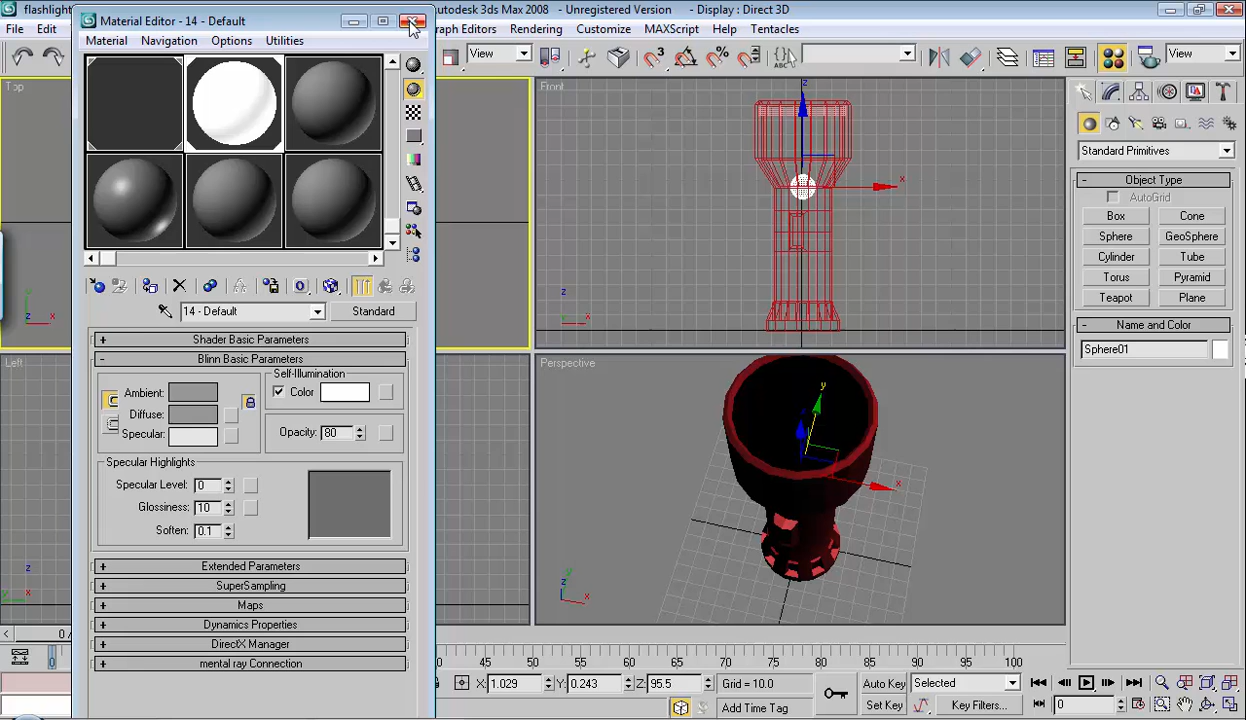 flashlight
Material Editor - 14 - Default
Autodesk 3ds Max 2008 - Unregistered Version - Display : Direct 3D
File Edit
Material Navigation Options Utilities
Graph Editors Rendering Customize MAXScript Help Tentacles
View
ABC
View
Top
Front
z
x
Standard Primitives
Object Type
AutoGrid
Box Cone
Sphere GeoSphere
Cylinder Tube
Torus Pyramid
Teapot Plane
Name and Color
Sphere01
z
x
z
x
14 - Default
Standard
Shader Basic Parameters
Blinn Basic Parameters
Ambient:
Diffuse:
Specular:
Self-Illumination
Color
Opacity: 80
Specular Highlights
Specular Level: 0
Glossiness: 10
Soften: 0.1
Extended Parameters
SuperSampling
Maps
Dynamics Properties
DirectX Manager
mental ray Connection
Left
z
Perspective
y
x
z
x
0
45 50 55 60 65 70 75 80 85 90 95 100
X: 1.029 Y: 0.243 Z: 95.5 Grid = 10.0
Auto Key Selected
Add Time Tag
Set Key Key Filters...
0